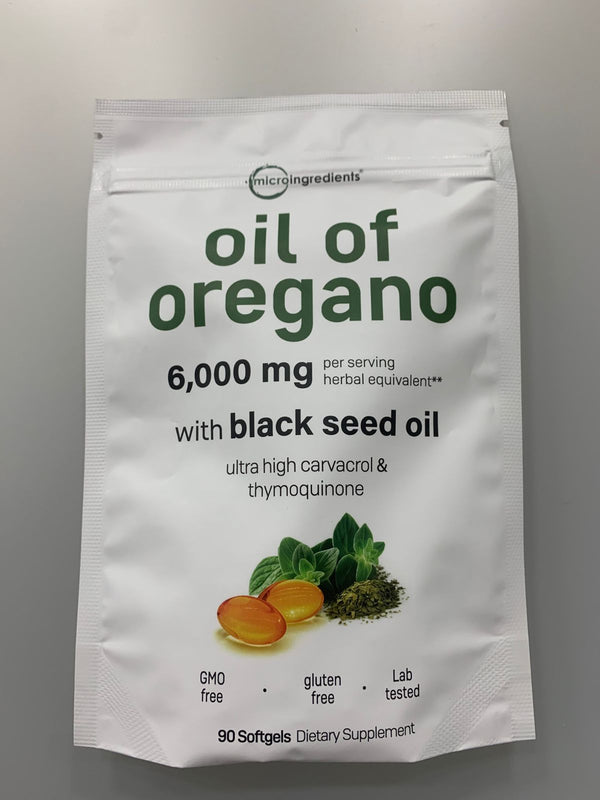 microingredients®
oil of
oregano
6,000 mg per serving
herbal equivalent**
with black seed oil
ultra high carvacrol &
thymoquinone
GMO
free
·
gluten
free
·
Lab
tested
90 Softgels Dietary Supplement